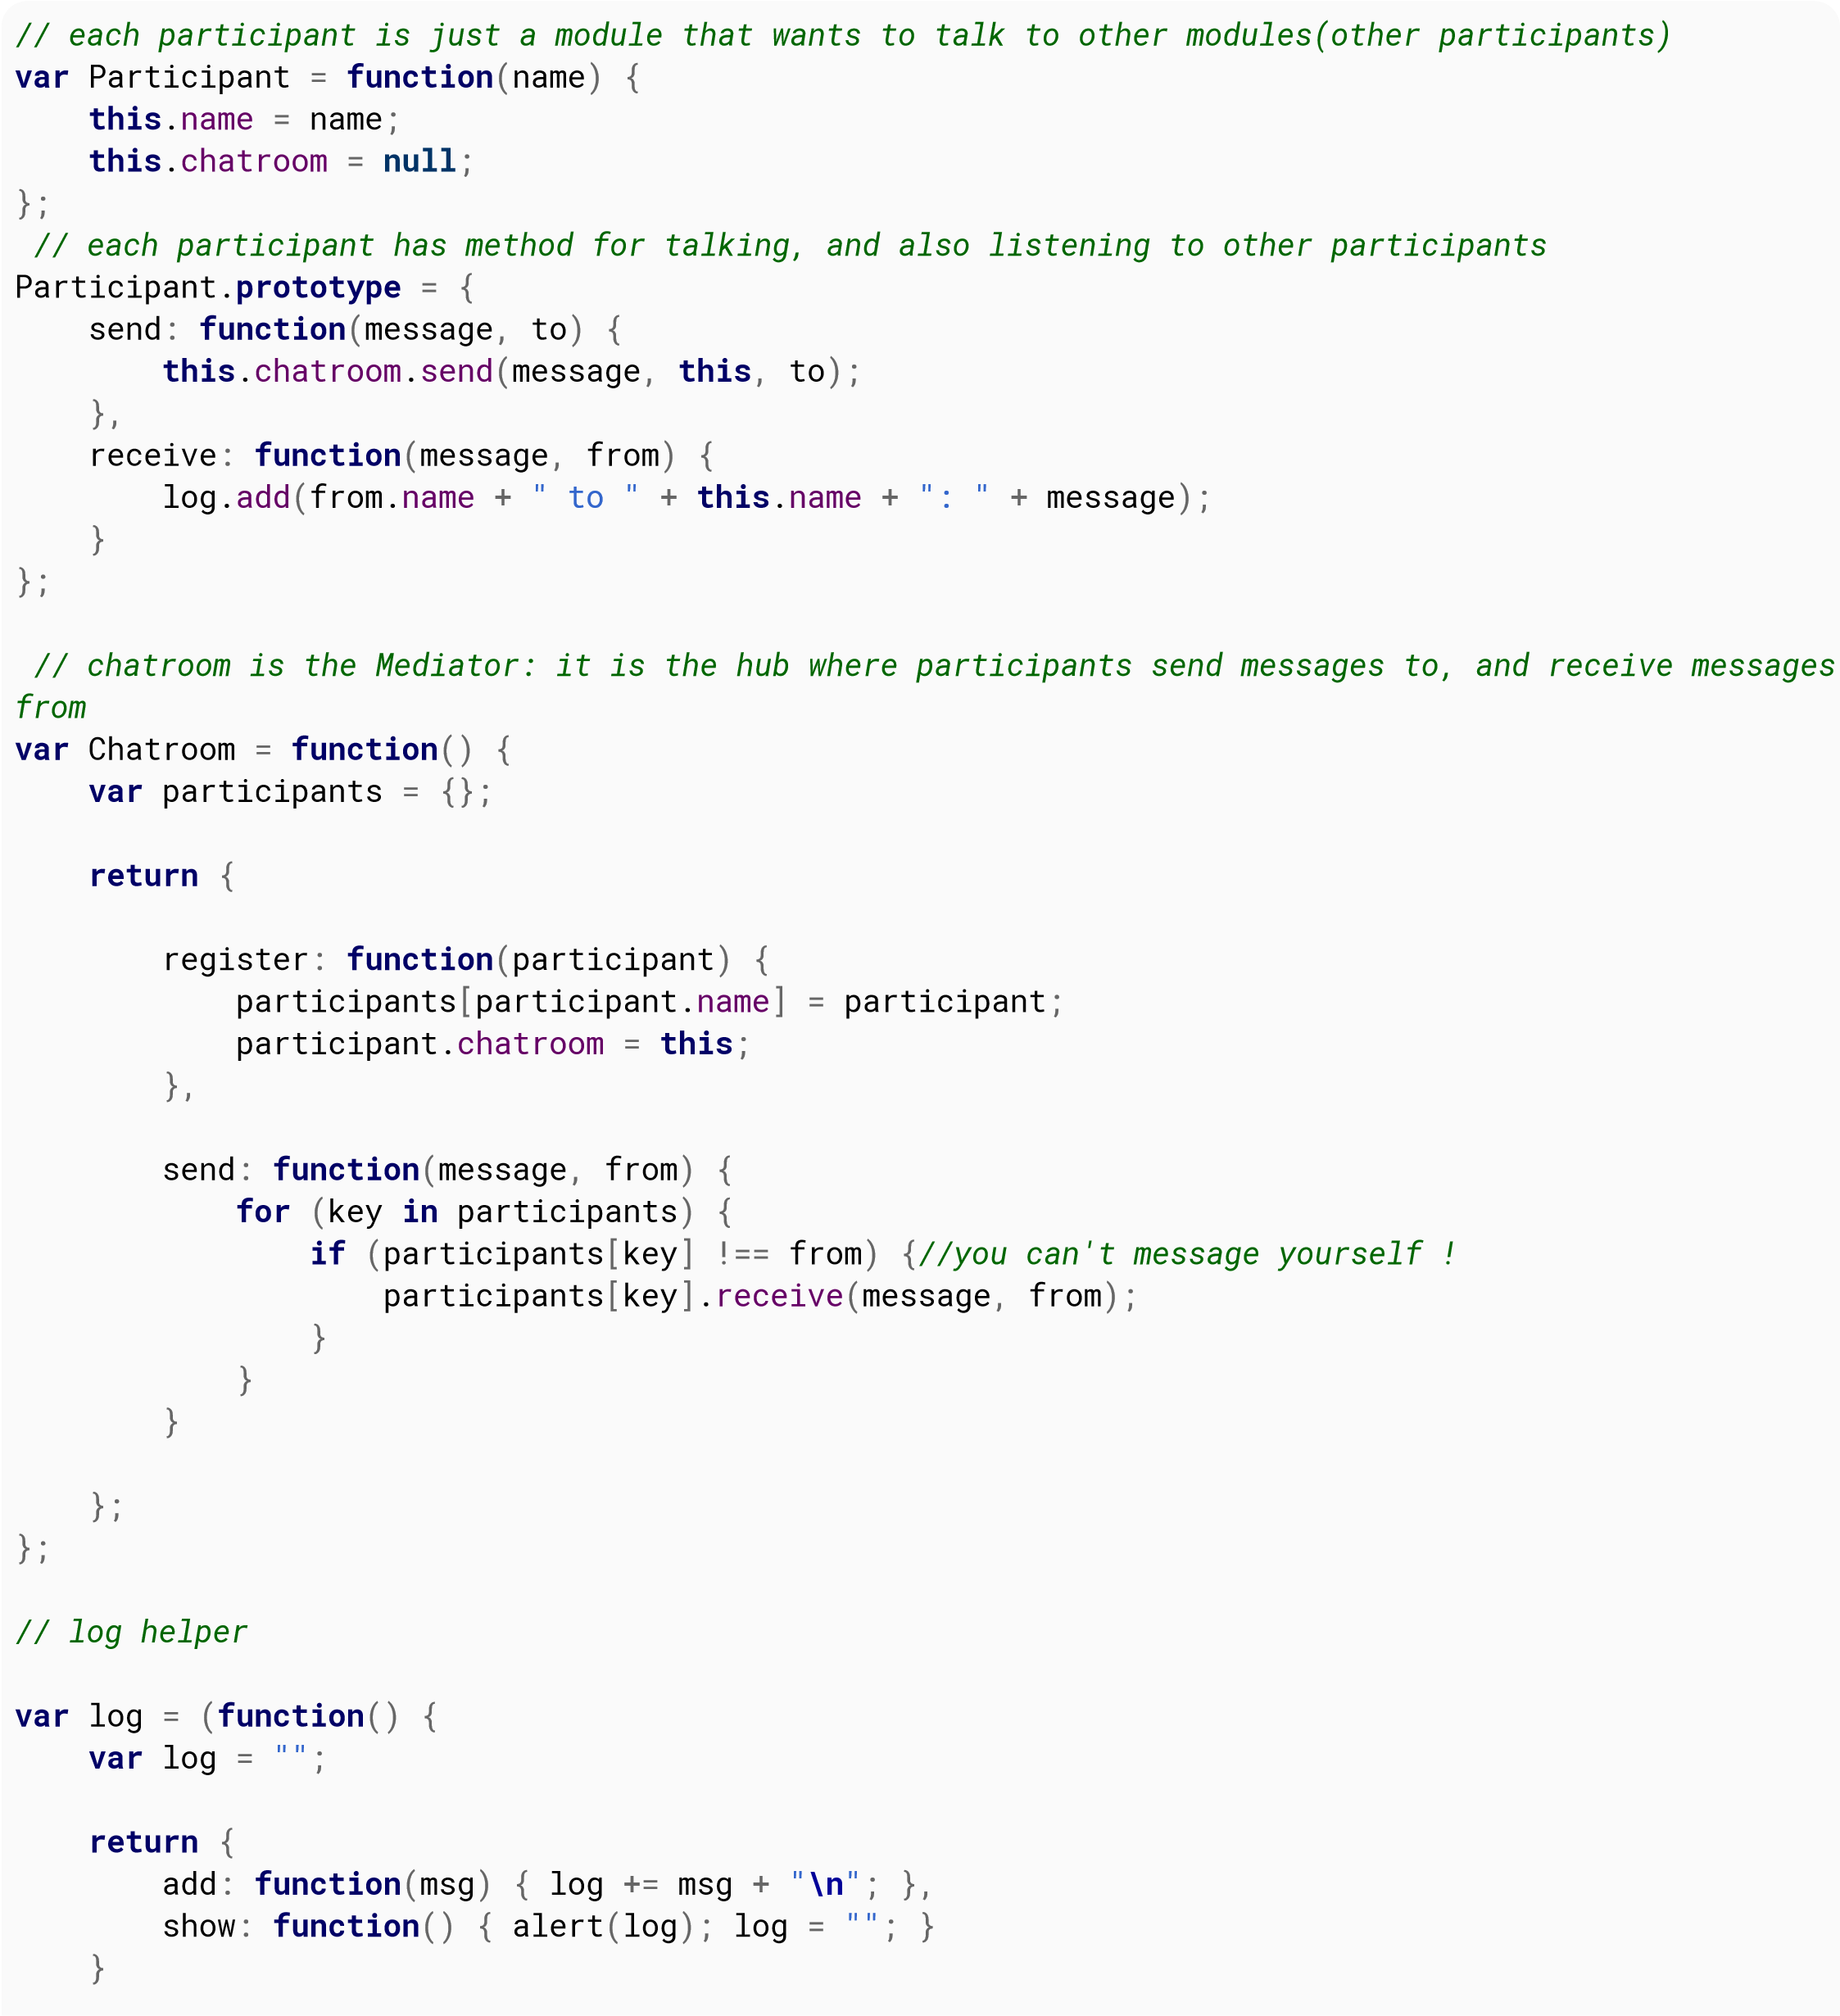 // each participant is just a module that wants to talk to other modules(other participants)
var Participant = function(name) {
    this.name = name;
    this.chatroom = null;
};
 // each participant has method for talking, and also listening to other participants
Participant.prototype = {
    send: function(message, to) {
        this.chatroom.send(message, this, to);
    },
    receive: function(message, from) {
        log.add(from.name + " to " + this.name + ": " + message);
    }
};

 // chatroom is the Mediator: it is the hub where participants send messages to, and receive messages
from
var Chatroom = function() {
    var participants = {};

    return {

        register: function(participant) {
            participants[participant.name] = participant;
            participant.chatroom = this;
        },

        send: function(message, from) {
            for (key in participants) {
                if (participants[key] !== from) {//you can't message yourself !
                    participants[key].receive(message, from);
                }
            }
        }

    };
};

// log helper

var log = (function() {
    var log = "";

    return {
        add: function(msg) { log += msg + "\n"; },
        show: function() { alert(log); log = ""; }
    }